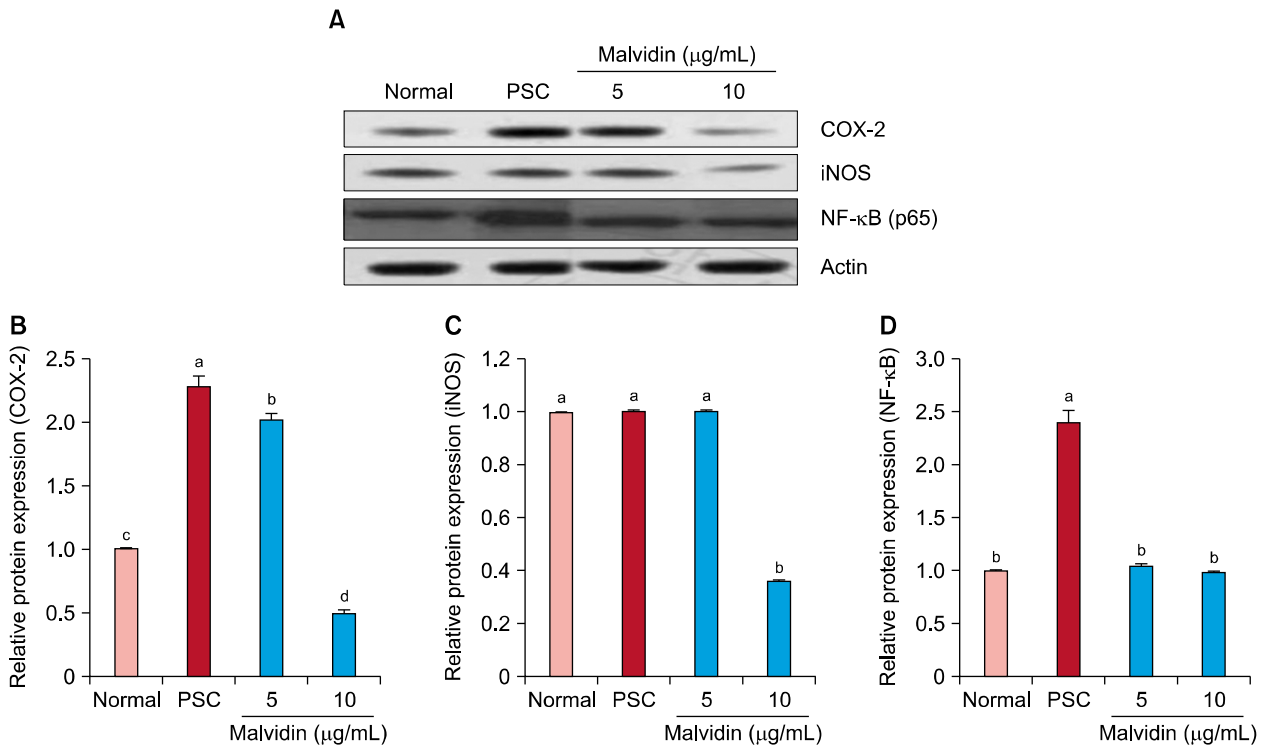 A
Malvidin (μg/mL)
Normal PSC 5 10
COX-2
iNOS
NF-κB (p65)
Actin
B
Relative protein expression (COX-2)
2.5
2.0
1.5
1.0
0.5
0
c
a
b
d
Normal PSC 5 10
Malvidin (μg/mL)
C
Relative protein expression (iNOS)
1.2
1.0
0.8
0.6
0.4
0.2
0
a
a
a
b
Normal PSC 5 10
Malvidin (μg/mL)
D
Relative protein expression (NF-κB)
3.0
2.5
2.0
1.5
1.0
0.5
0
b
a
b
b
Normal PSC 5 10
Malvidin (μg/mL)